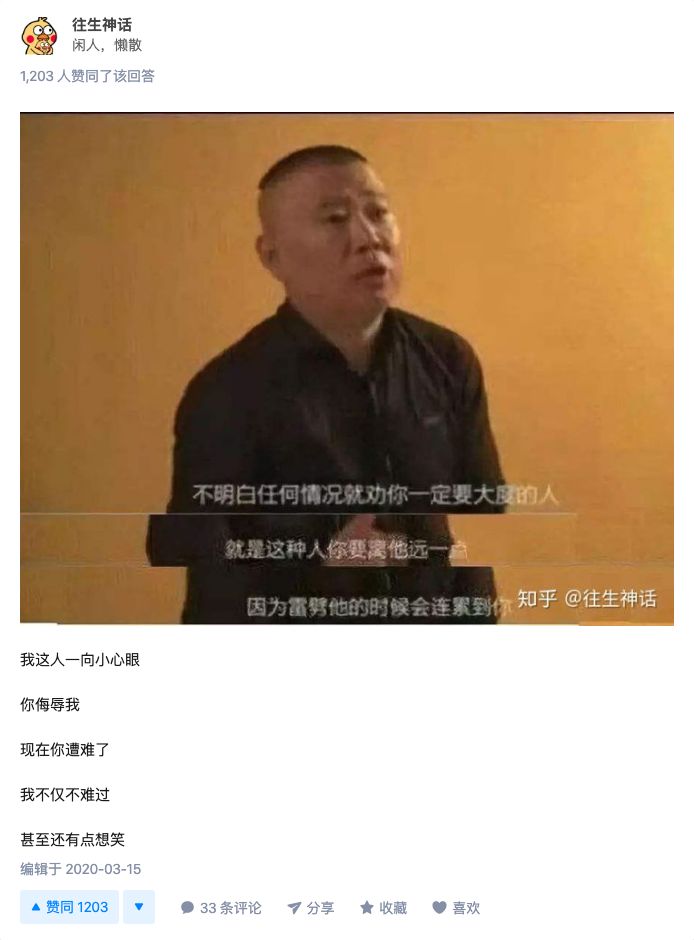 往生神话
闲人，懒散
1,203 人赞同了该回答
不明白任何情况就劝你一定要大度的人
就是这种人你要离他远一点
因为雷劈他的时候会连累到你
知乎 @往生神话
我这人一向小心眼
你侮辱我
现在你遭难了
我不仅不难过
甚至还有点想笑
编辑于 2020-03-15
赞同 1203
33 条评论
分享
收藏
喜欢